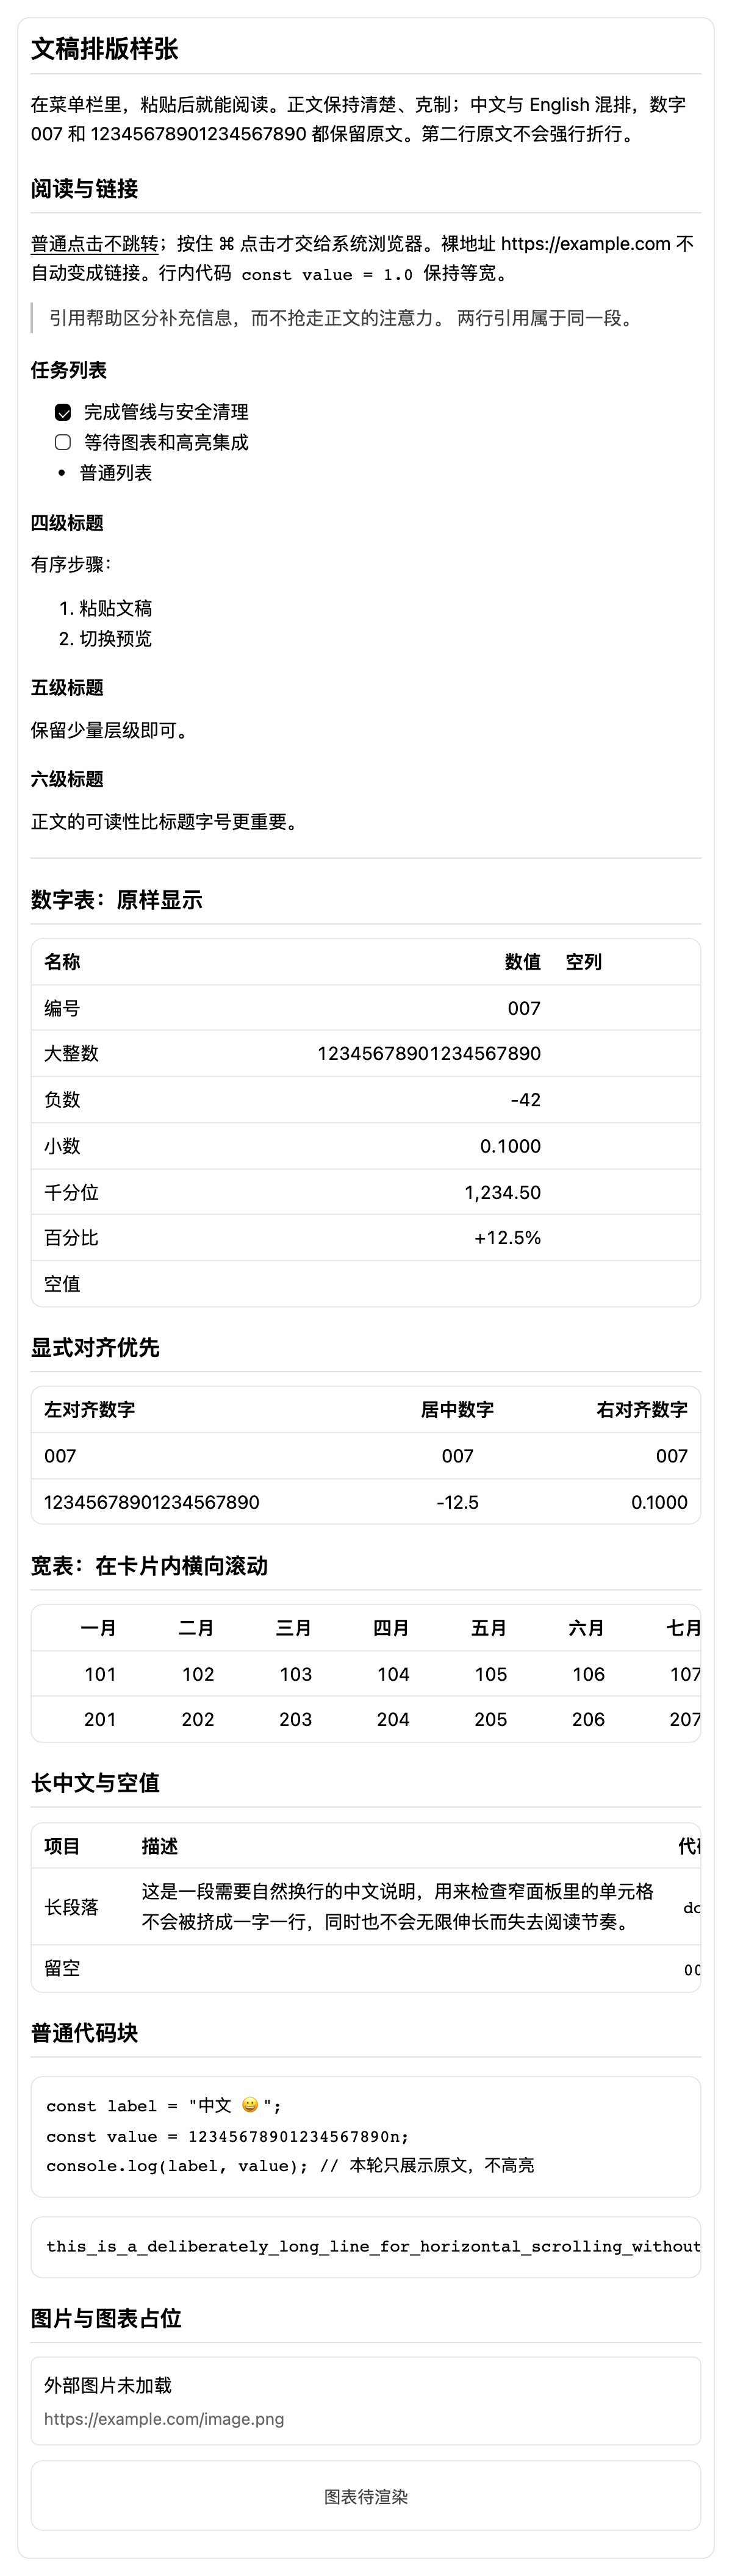 文稿排版样张
在菜单栏里，粘贴后就能阅读。正文保持清楚、克制；中文与 English 混排，数字
007 和 12345678901234567890 都保留原文。第二行原文不会强行折行。
阅读与链接
普通点击不跳转；按住 ⌘ 点击才交给系统浏览器。裸地址 https://example.com 不
自动变成链接。行内代码 const value = 1.0 保持等宽。
引用帮助区分补充信息，而不抢走正文的注意力。 两行引用属于同一段。
任务列表
完成管线与安全清理
等待图表和高亮集成
• 普通列表
四级标题
有序步骤：
1. 粘贴文稿
2. 切换预览
五级标题
保留少量层级即可。
六级标题
正文的可读性比标题字号更重要。
数字表：原样显示
名称 数值 空列
编号 007
大整数 12345678901234567890
负数 -42
小数 0.1000
千分位 1,234.50
百分比 +12.5%
空值
显式对齐优先
左对齐数字 居中数字 右对齐数字
007 007 007
12345678901234567890 -12.5 0.1000
宽表：在卡片内横向滚动
一月 二月 三月 四月 五月 六月 七月
101 102 103 104 105 106 107
201 202 203 204 205 206 207
长中文与空值
项目 描述
长段落 这是一段需要自然换行的中文说明，用来检查窄面板里的单元格
不会被挤成一字一行，同时也不会无限伸长而失去阅读节奏。
留空
普通代码块
const label = "中文 😀";
const value = 12345678901234567890n;
console.log(label, value); // 本轮只展示原文，不高亮
this_is_a_deliberately_long_line_for_horizontal_scrolling_without
图片与图表占位
外部图片未加载
https://example.com/image.png
图表待渲染